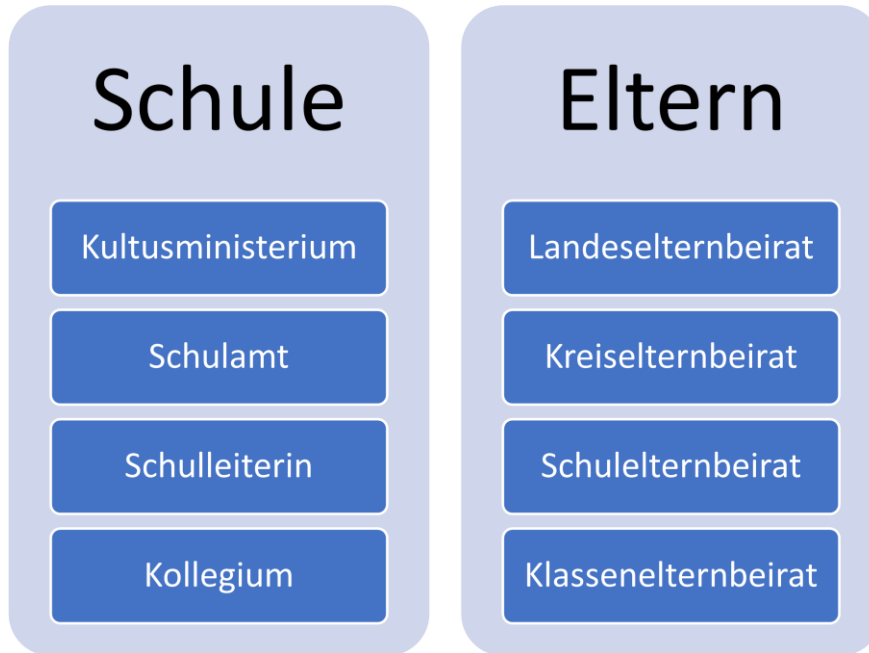 Schule
Kultusministerium
Schulamt
Schulleiterin
Kollegium
Eltern
Landeselternbeirat
Kreiselternbeirat
Schulelternbeirat
Klassenelternbeirat